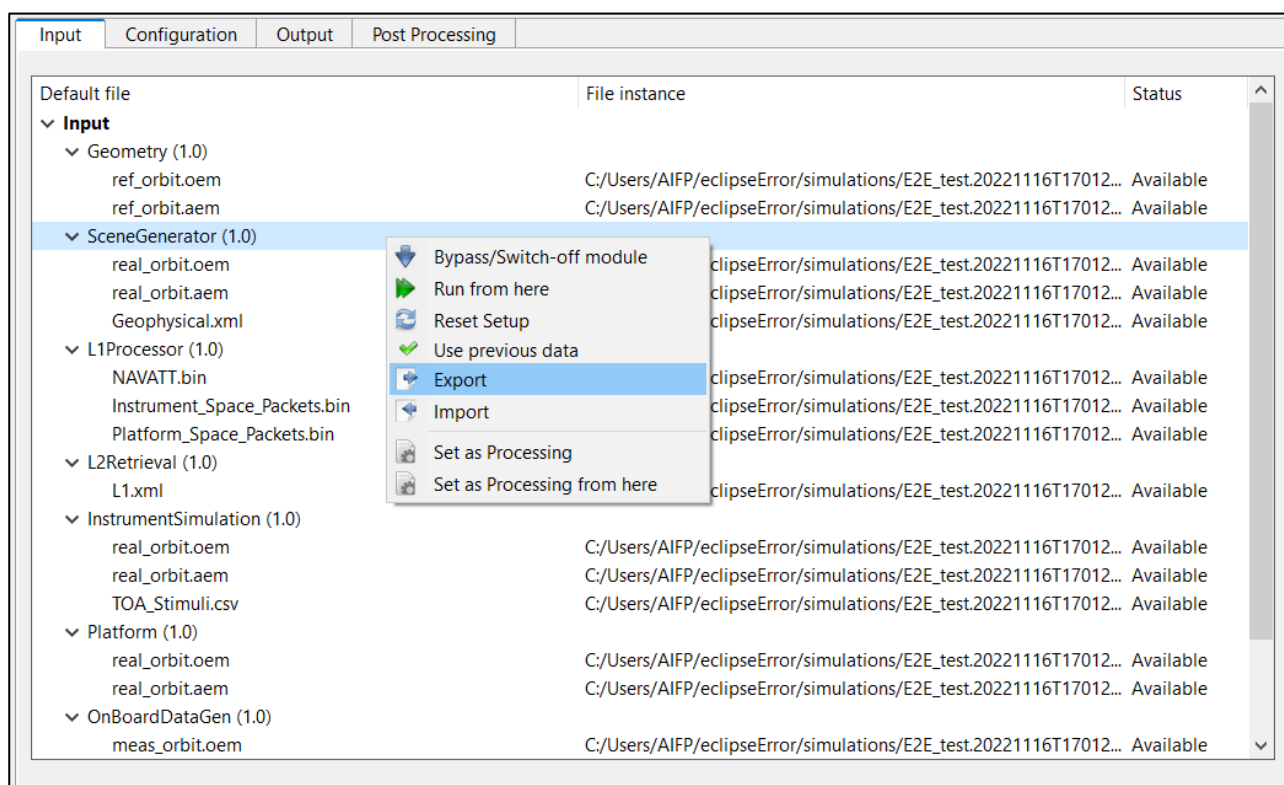 Input Configuration Output Post Processing
Default file File instance Status
Input
Geometry (1.0)
ref_orbit.oem C:/Users/AIFP/eclipseError/simulations/E2E_test.20221116T17012... Available
ref_orbit.aem C:/Users/AIFP/eclipseError/simulations/E2E_test.20221116T17012... Available
SceneGenerator (1.0)
Bypass/Switch-off module
real_orbit.oem clipseError/simulations/E2E_test.20221116T17012... Available
Run from here
real_orbit.aem clipseError/simulations/E2E_test.20221116T17012... Available
Geophysical.xml Reset Setup clipseError/simulations/E2E_test.20221116T17012... Available
L1Processor (1.0) Use previous data
NAVATT.bin Export clipseError/simulations/E2E_test.20221116T17012... Available
Instrument_Space_Packets.bin Import clipseError/simulations/E2E_test.20221116T17012... Available
Platform_Space_Packets.bin clipseError/simulations/E2E_test.20221116T17012... Available
Set as Processing
L2Retrieval (1.0)
Set as Processing from here
L1.xml clipseError/simulations/E2E_test.20221116T17012... Available
InstrumentSimulation (1.0)
real_orbit.oem C:/Users/AIFP/eclipseError/simulations/E2E_test.20221116T17012... Available
real_orbit.aem C:/Users/AIFP/eclipseError/simulations/E2E_test.20221116T17012... Available
TOA_Stimuli.csv C:/Users/AIFP/eclipseError/simulations/E2E_test.20221116T17012... Available
Platform (1.0)
real_orbit.oem C:/Users/AIFP/eclipseError/simulations/E2E_test.20221116T17012... Available
real_orbit.aem C:/Users/AIFP/eclipseError/simulations/E2E_test.20221116T17012... Available
OnBoardDataGen (1.0)
meas_orbit.oem C:/Users/AIFP/eclipseError/simulations/E2E_test.20221116T17012... Available